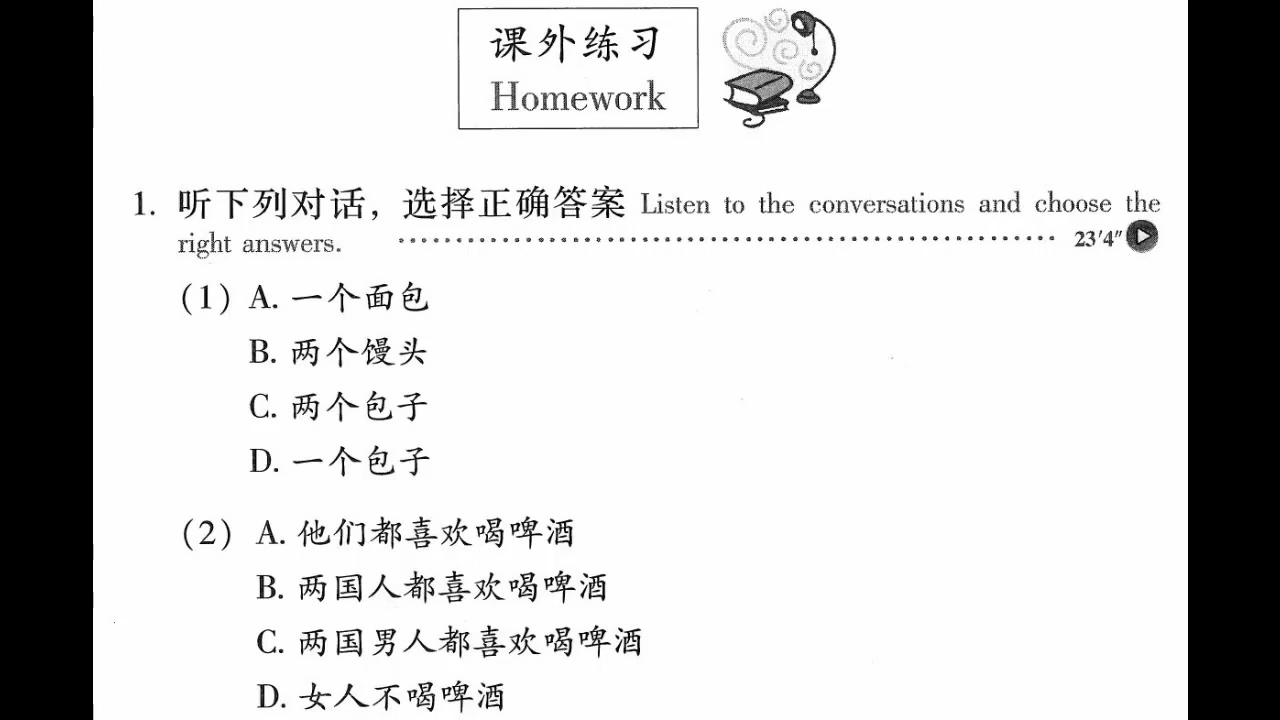 课外练习
Homework
1. 听下列对话，选择正确答案 Listen to the conversations and choose the
right answers. 23′4″
(1) A. 一个面包
B. 两个馒头
C. 两个包子
D. 一个包子
(2) A. 他们都喜欢喝啤酒
B. 两国人都喜欢喝啤酒
C. 两国男人都喜欢喝啤酒
D. 女人不喝啤酒